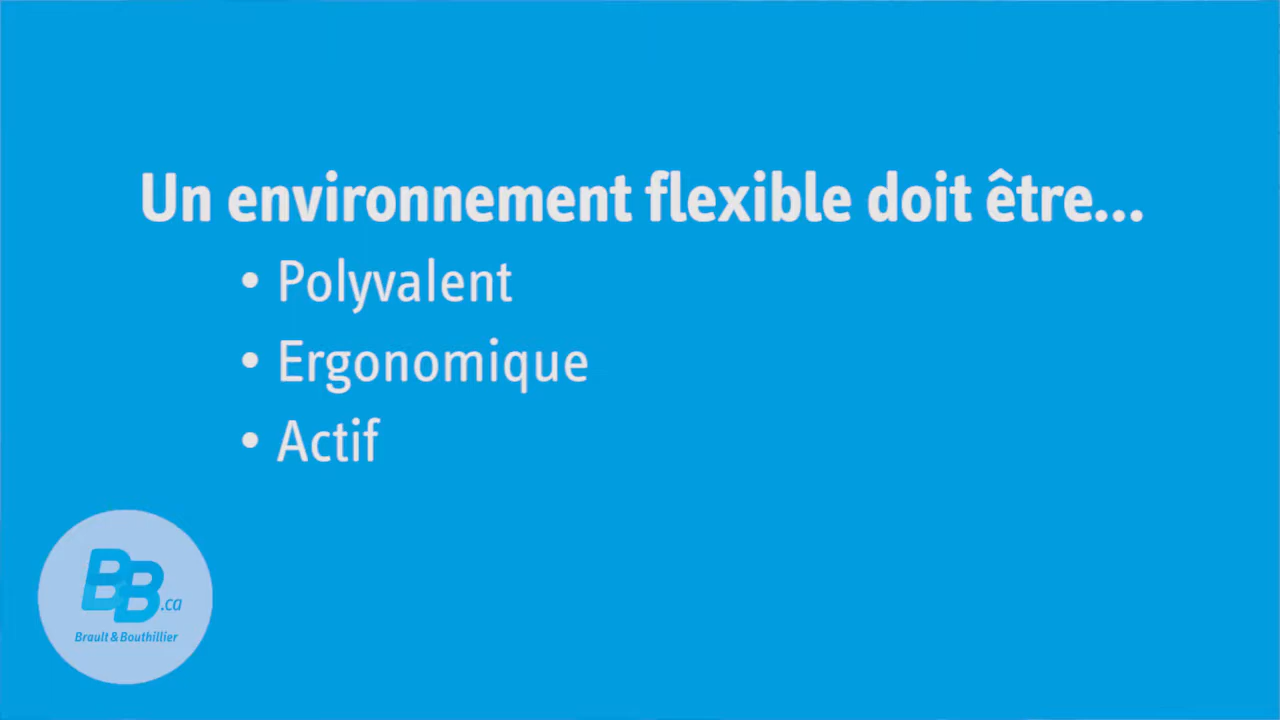 Un environnement flexible doit être...
• Polyvalent
• Ergonomique
• Actif
BB.ca
Brault & Bouthillier